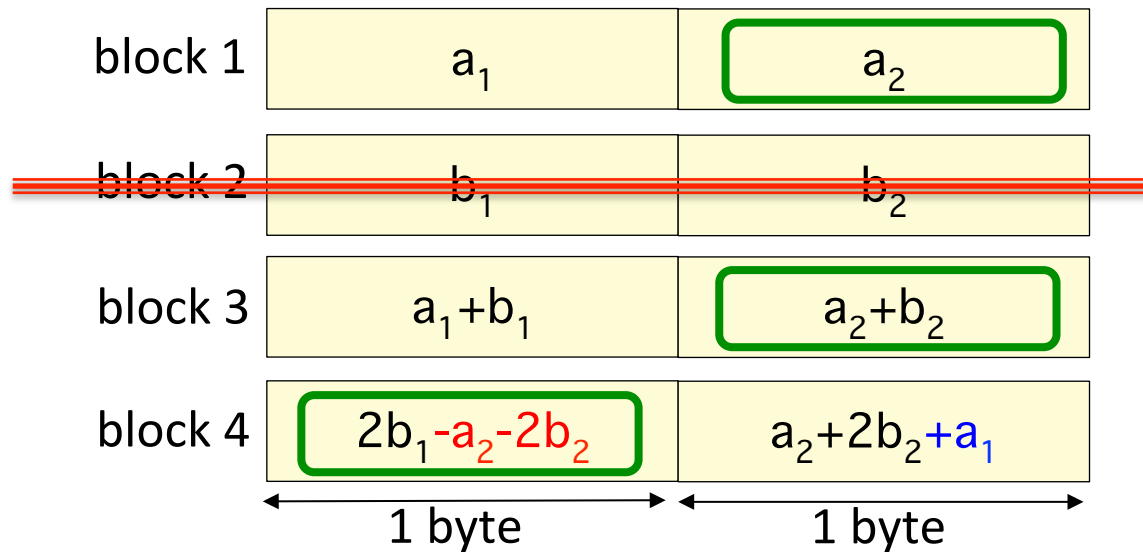 block 1 a₁ a₂
block 2 b₁ b₂
block 3 a₁+b₁ a₂+b₂
block 4 2b₁-a₂-2b₂ a₂+2b₂+a₁
1 byte 1 byte